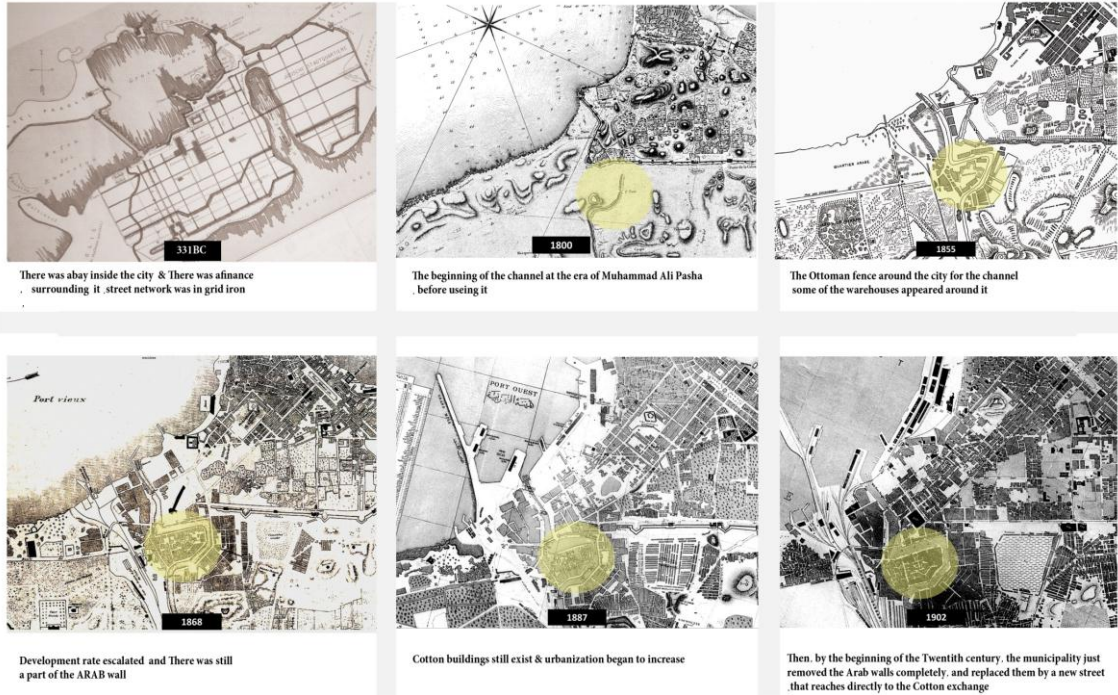 331BC
There was abay inside the city & There was afinance
. surrounding it ,street network was in grid iron
.
1800
The beginning of the channel at the era of Muhammad Ali Pasha
. before useing it
1855
The Ottoman fence around the city for the channel
some of the warehouses appeared around it
Port vieux
1868
Development rate escalated and There was still
a part of the ARAB wall
PORT OUEST
1887
Cotton buildings still exist & urbanization began to increase
1902
Then, by the beginning of the Twentith century, the municipality just
removed the Arab walls completely, and replaced them by a new street
.that reaches directly to the Cotton exchange